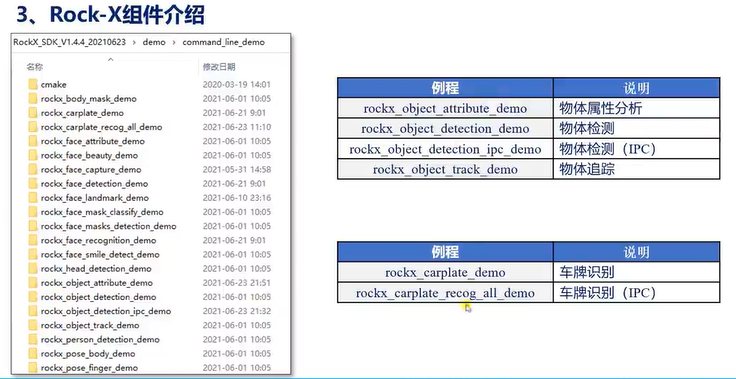 3、Rock-X组件介绍
RockX_SDK_V1.4.4_20210623 › demo › command_line_demo
名称 修改日期
cmake 2020-03-19 14:01
rockx_body_mask_demo 2021-06-01 10:05
rockx_carplate_demo 2021-06-21 9:01
rockx_carplate_recog_all_demo 2021-06-23 11:10
rockx_face_attribute_demo 2021-06-01 10:05
rockx_face_beauty_demo 2021-06-01 10:05
rockx_face_capture_demo 2021-05-31 14:58
rockx_face_detection_demo 2021-06-21 9:01
rockx_face_landmark_demo 2021-06-10 23:16
rockx_face_mask_classify_demo 2021-06-01 10:05
rockx_face_masks_detection_demo 2021-06-01 10:05
rockx_face_recognition_demo 2021-06-21 9:01
rockx_face_smile_detect_demo 2021-06-01 10:05
rockx_head_detection_demo 2021-06-01 10:05
rockx_object_attribute_demo 2021-06-23 21:51
rockx_object_detection_demo 2021-06-01 10:05
rockx_object_detection_ipc_demo 2021-06-23 21:32
rockx_object_track_demo 2021-06-01 10:05
rockx_person_detection_demo 2021-06-01 10:05
rockx_pose_body_demo 2021-06-01 10:05
rockx_pose_finger_demo 2021-06-01 10:05
例程 说明
rockx_object_attribute_demo 物体属性分析
rockx_object_detection_demo 物体检测
rockx_object_detection_ipc_demo 物体检测（IPC）
rockx_object_track_demo 物体追踪
例程 说明
rockx_carplate_demo 车牌识别
rockx_carplate_recog_all_demo 车牌识别（IPC）